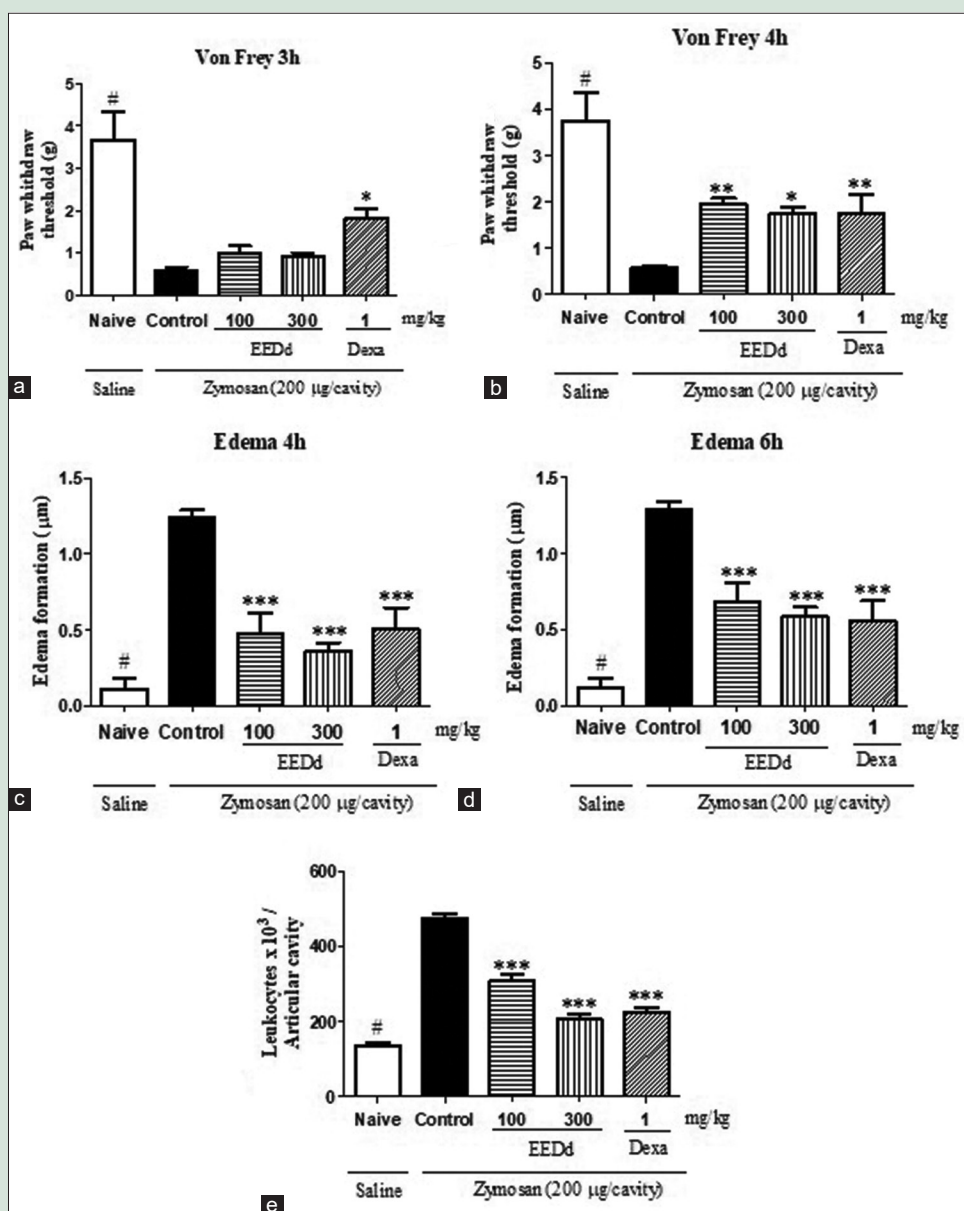 Von Frey 3h
Paw whithdraw
threshold (g)
5
4
3
2
1
0
#
*
Naive Control 100 300 1 mg/kg
EEDd Dexa
Saline Zymosan (200 µg/cavity)
a
Von Frey 4h
Paw whithdraw
threshold (g)
5
4
3
2
1
0
#
**
*
**
Naive Control 100 300 1 mg/kg
EEDd Dexa
Saline Zymosan (200 µg/cavity)
b
Edema 4h
Edema formation (µm)
1.5
1.0
0.5
0.0
#
***
***
***
Naive Control 100 300 1 mg/kg
EEDd Dexa
Saline Zymosan (200 µg/cavity)
c
Edema 6h
Edema formation (µm)
1.5
1.0
0.5
0.0
#
***
***
***
Naive Control 100 300 1 mg/kg
EEDd Dexa
Saline Zymosan (200 µg/cavity)
d
Leukocytes x 10³ /
Articular cavity
600
400
200
0
#
***
***
***
Naive Control 100 300 1 mg/kg
EEDd Dexa
Saline Zymosan (200 µg/cavity)
e